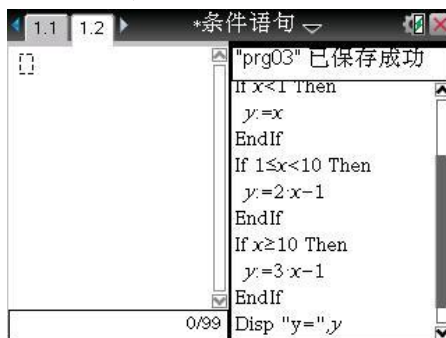 1.1 1.2 *条件语句
"prg03" 已保存成功
If x<1 Then
y:=x
EndIf
If 1≤x<10 Then
y:=2·x−1
EndIf
If x≥10 Then
y:=3·x−1
EndIf
0/99 Disp "y=",y